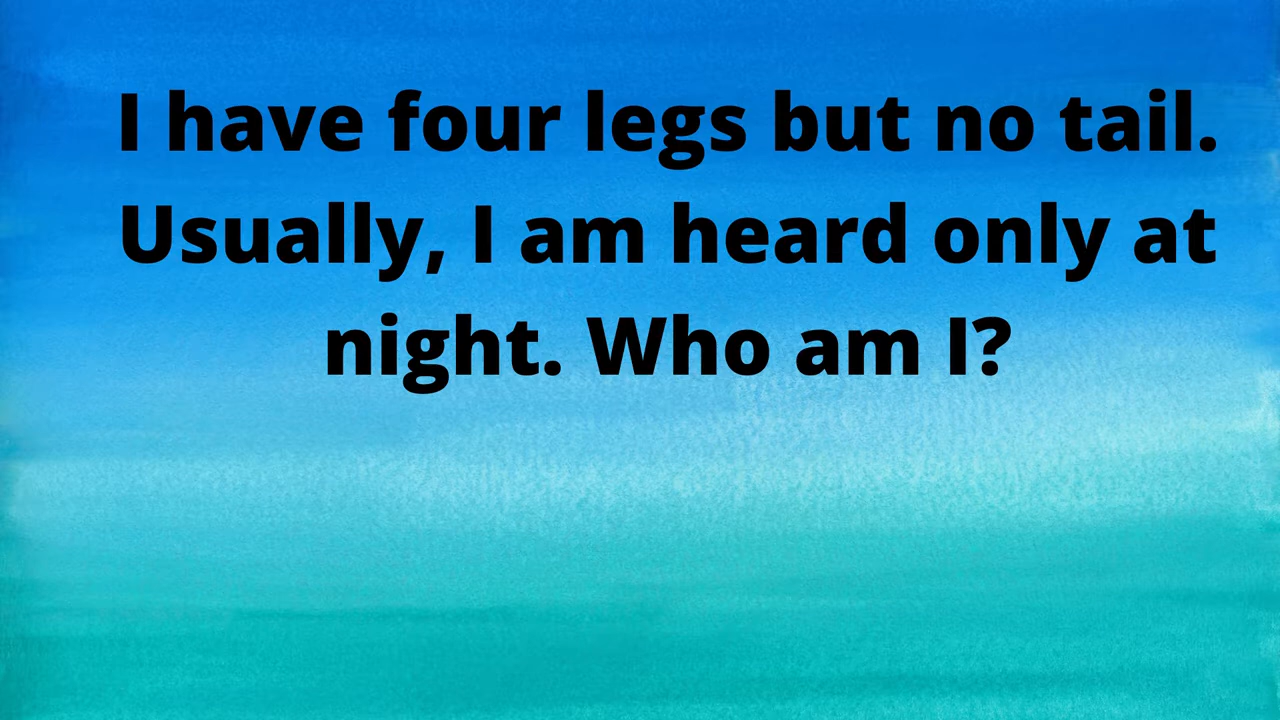 I have four legs but no tail.
Usually, I am heard only at
night. Who am I?